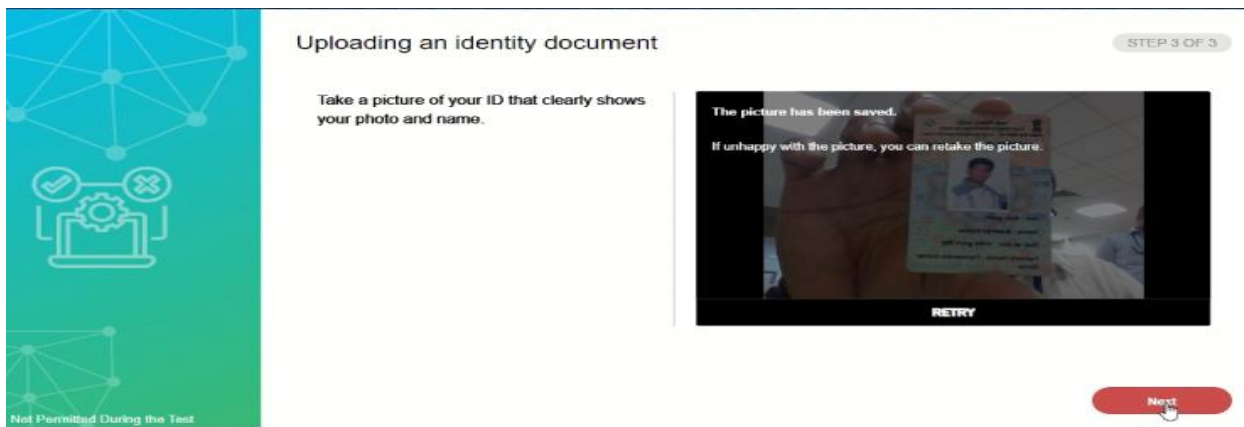 Uploading an identity document
STEP 3 OF 3
Take a picture of your ID that clearly shows
your photo and name.
The picture has been saved.
If unhappy with the picture, you can retake the picture.
RETRY
Next
Not Permitted During the Test